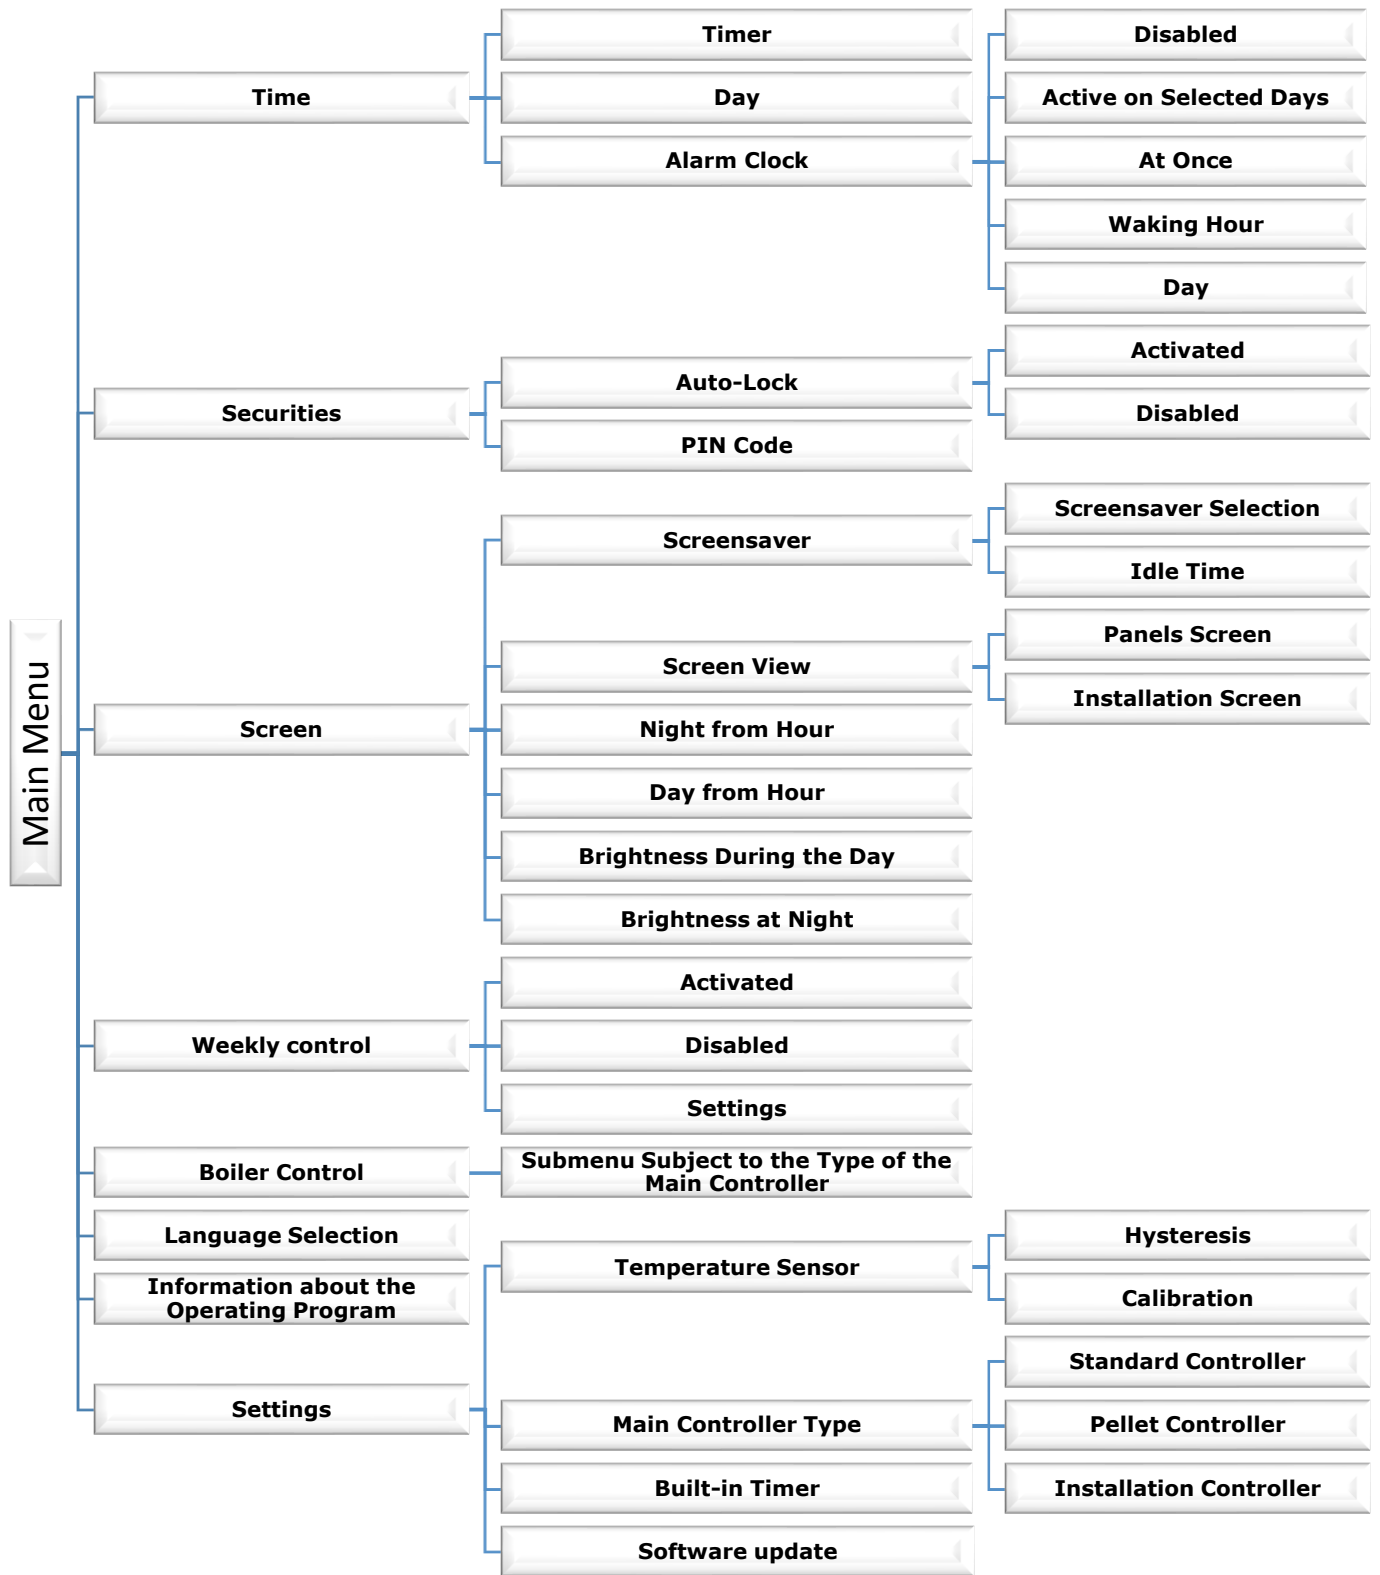 Main Menu
Time
Timer
Day
Alarm Clock
Disabled
Active on Selected Days
At Once
Waking Hour
Day
Securities
Auto-Lock
Activated
Disabled
PIN Code
Screen
Screensaver
Screensaver Selection
Idle Time
Screen View
Panels Screen
Installation Screen
Night from Hour
Day from Hour
Brightness During the Day
Brightness at Night
Weekly control
Activated
Disabled
Settings
Boiler Control
Submenu Subject to the Type of the
Main Controller
Language Selection
Information about the
Operating Program
Settings
Temperature Sensor
Hysteresis
Calibration
Main Controller Type
Standard Controller
Pellet Controller
Installation Controller
Built-in Timer
Software update